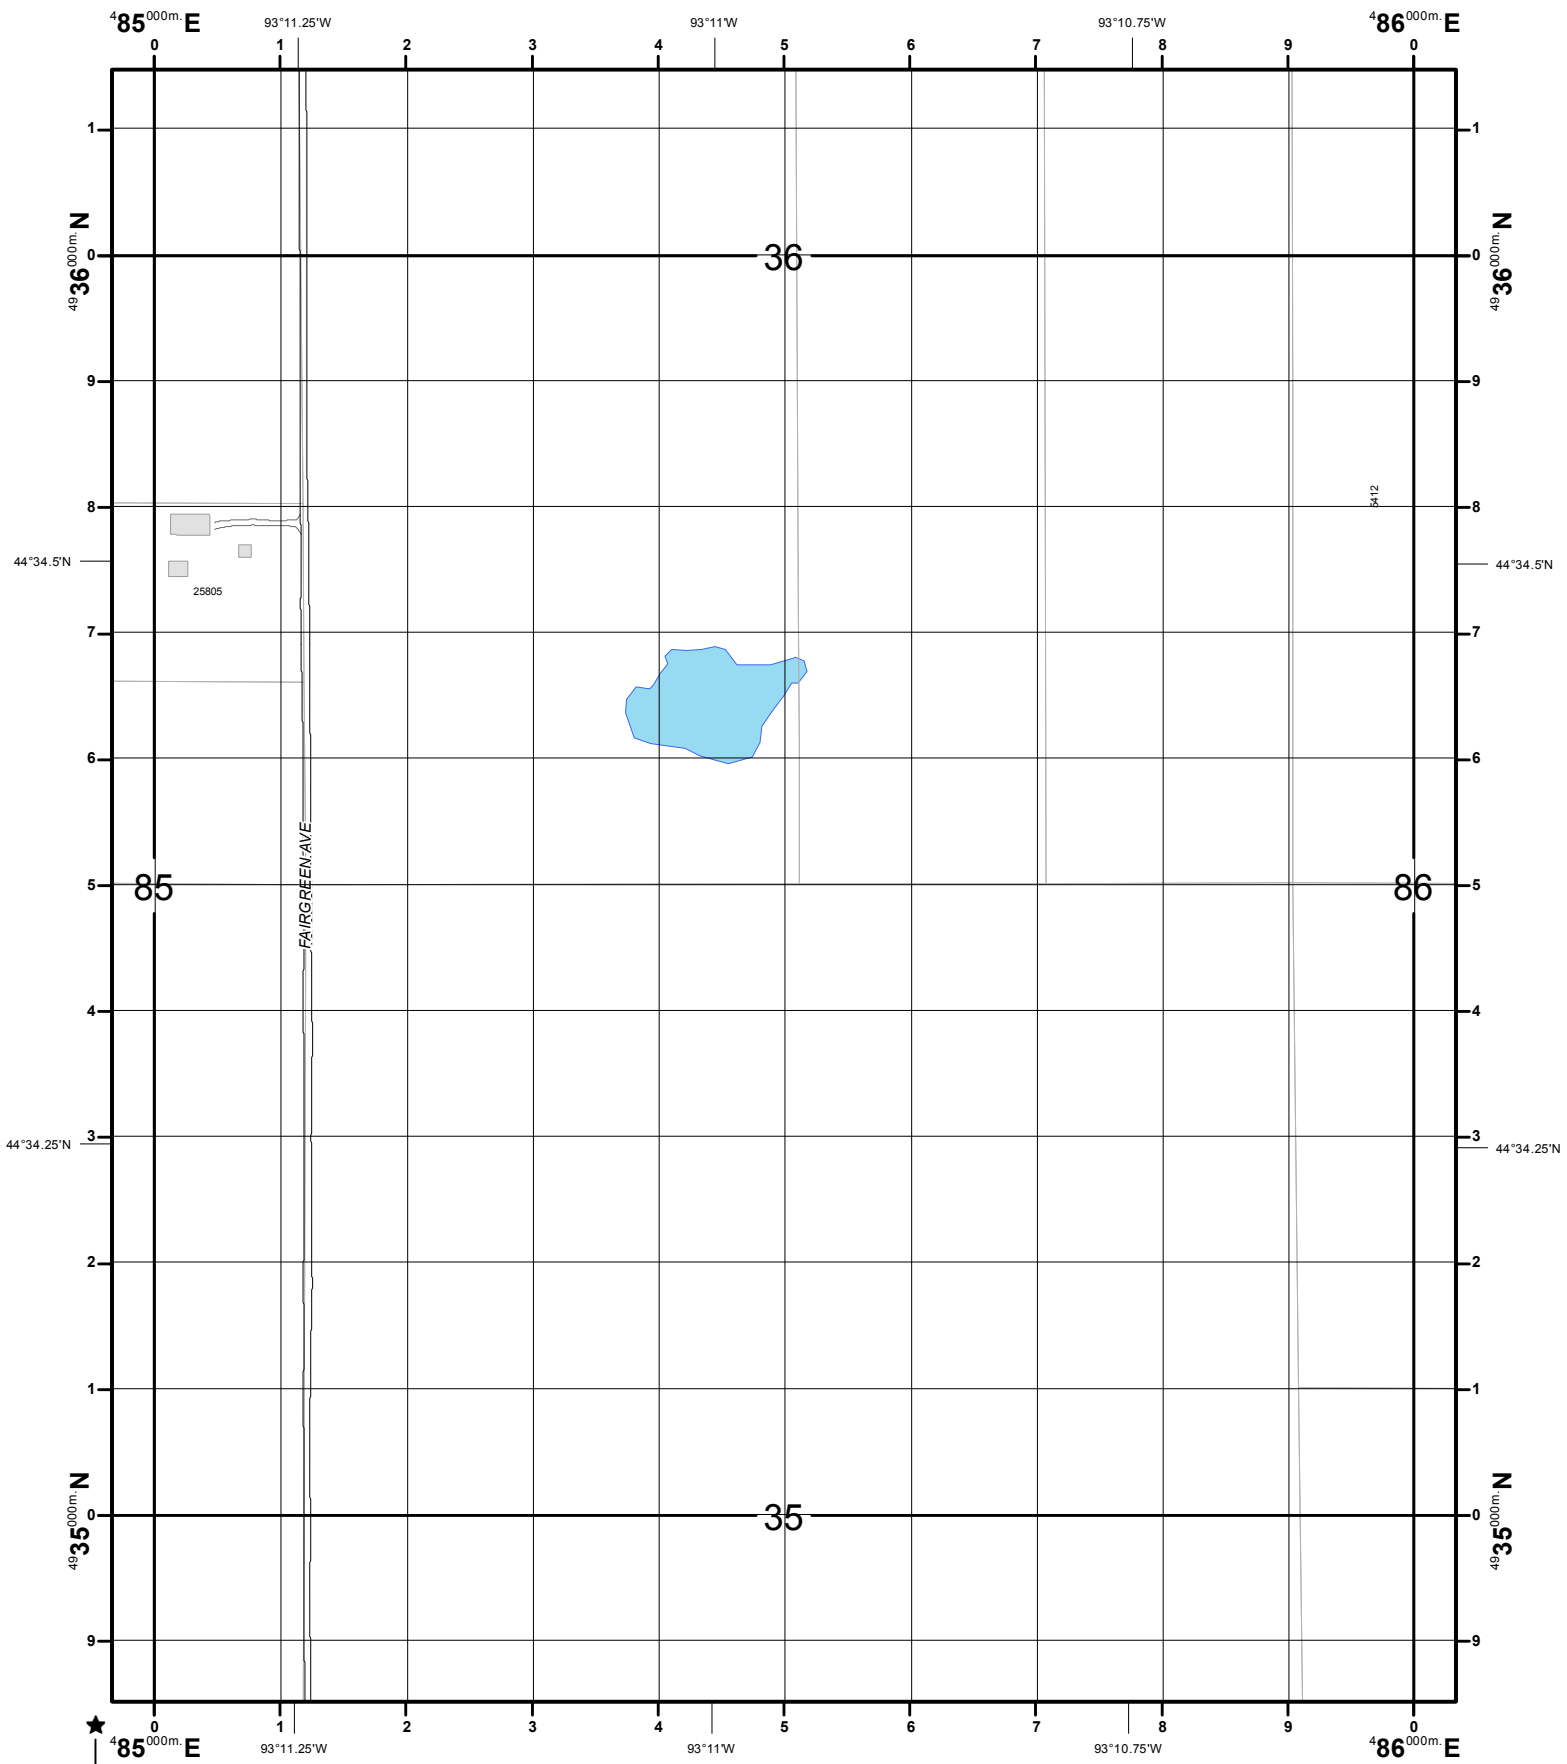 485000m.E 93°11.25'W 93°11'W 93°10.75'W 486000m.E
0 1 2 3 4 5 6 7 8 9 0
1 1
4936000m.N 4936000m.N
0 36 0
9 9
5412
8 8
44°34.5'N 44°34.5'N
25805
7 7
6 6
FAIRGREEN AVE
5 85 86 5
4 4
44°34.25'N 3 3 44°34.25'N
2 2
1 1
4935000m.N 4935000m.N
0 35 0
9 9
0 1 2 3 4 5 6 7 8 9 0
485000m.E 93°11.25'W 93°11'W 93°10.75'W 486000m.E